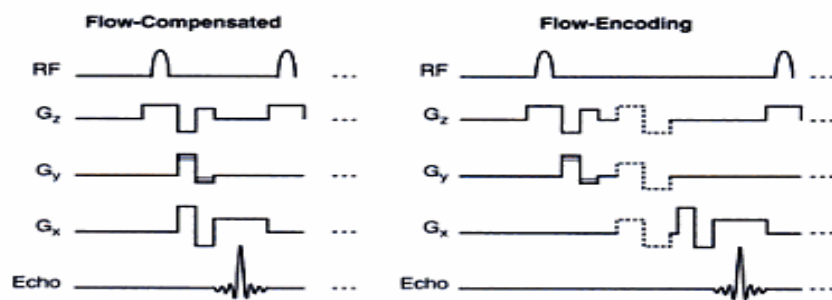 Flow-Compensated
RF
...
Gz
...
Gy
...
Gx
...
Echo
...
Flow-Encoding
RF
...
Gz
...
Gy
...
Gx
...
Echo
...